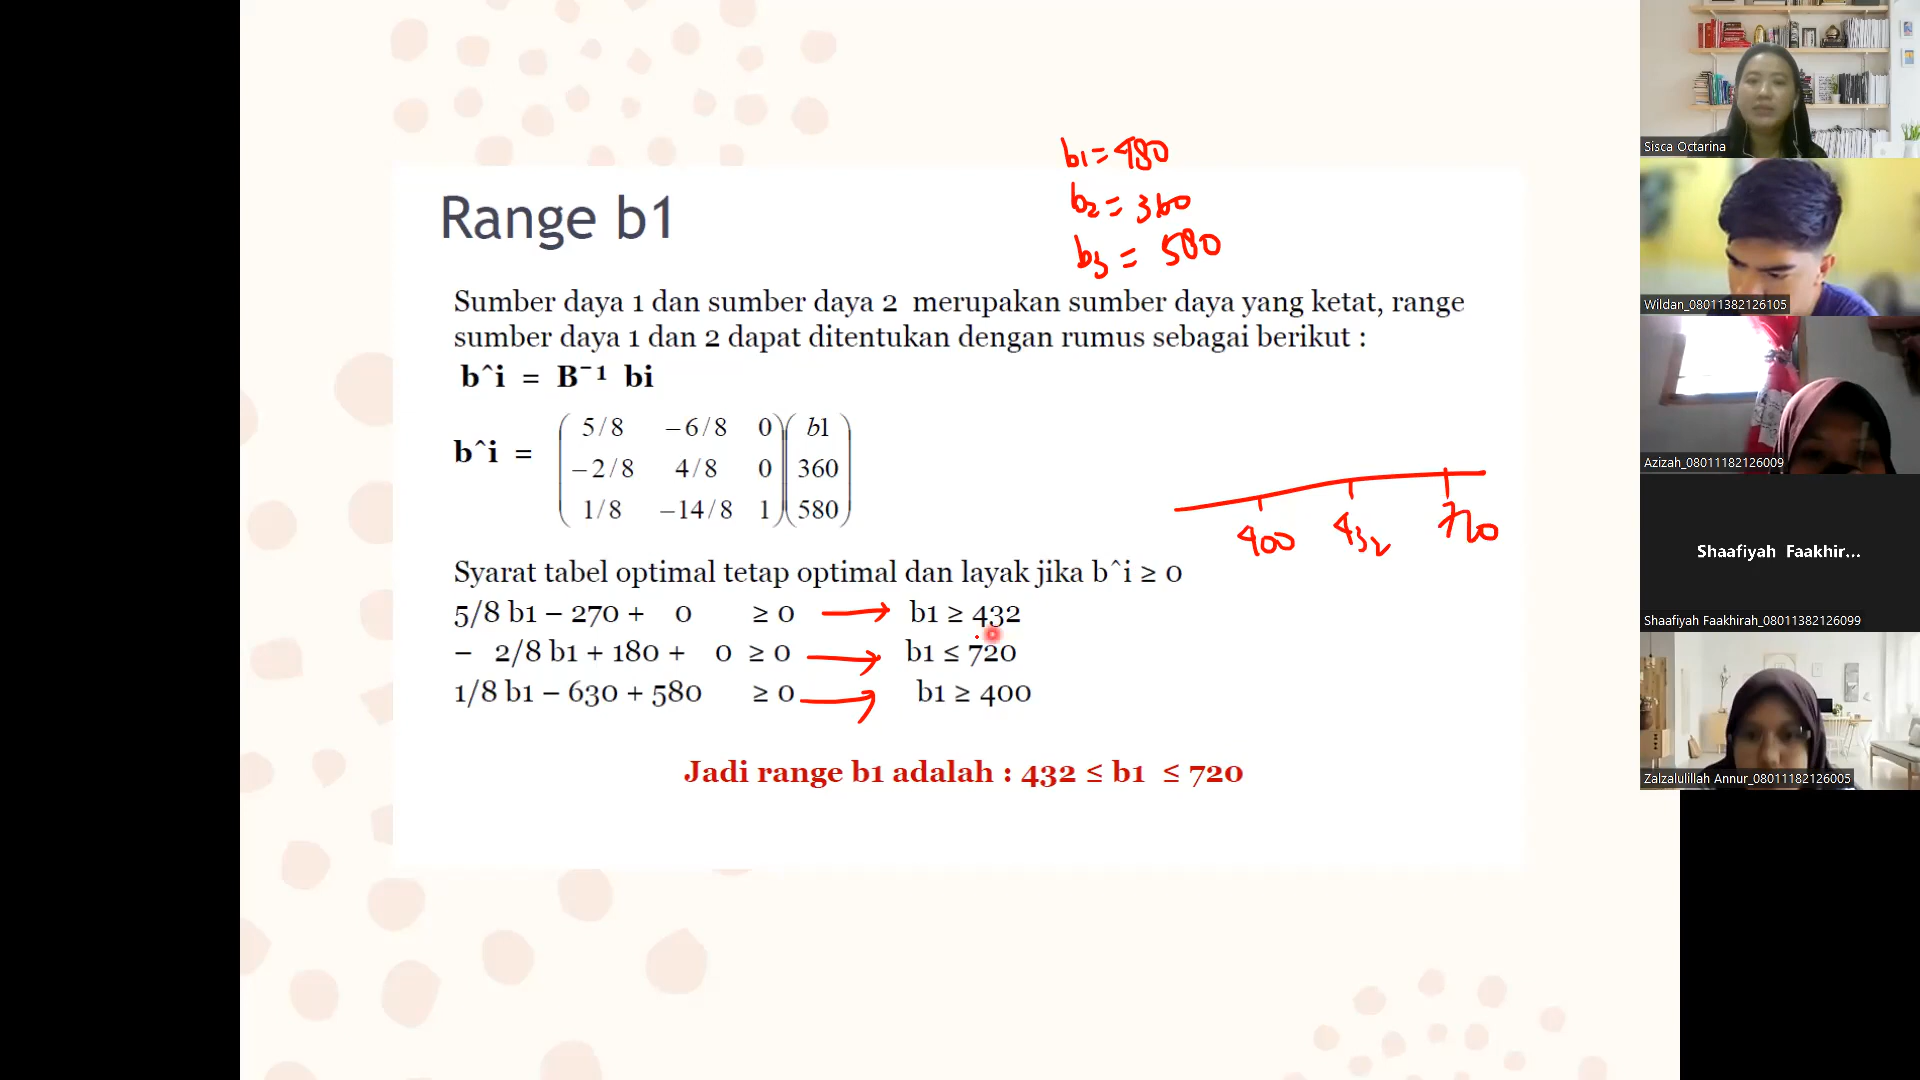 b1 = 480
b2 = 360
b3 = 580
Range b1
Sumber daya 1 dan sumber daya 2 merupakan sumber daya yang ketat, range
sumber daya 1 dan 2 dapat ditentukan dengan rumus sebagai berikut :
b^i = B⁻¹ bi
5/8 −6/8 0 b1
b^i = −2/8 4/8 0 360
1/8 −14/8 1 580
400 432 720
Syarat tabel optimal tetap optimal dan layak jika b^i ≥ 0
5/8 b1 – 270 + 0 ≥ 0 → b1 ≥ 432
– 2/8 b1 + 180 + 0 ≥ 0 → b1 ≤ 720
1/8 b1 – 630 + 580 ≥ 0 → b1 ≥ 400
Jadi range b1 adalah : 432 ≤ b1 ≤ 720
Sisca Octarina
Wildan_08011382126105
Azizah_08011182126009
Shaafiyah Faakhir...
Shaafiyah Faakhirah_08011382126099
Zalzalulillah Annur_08011182126005